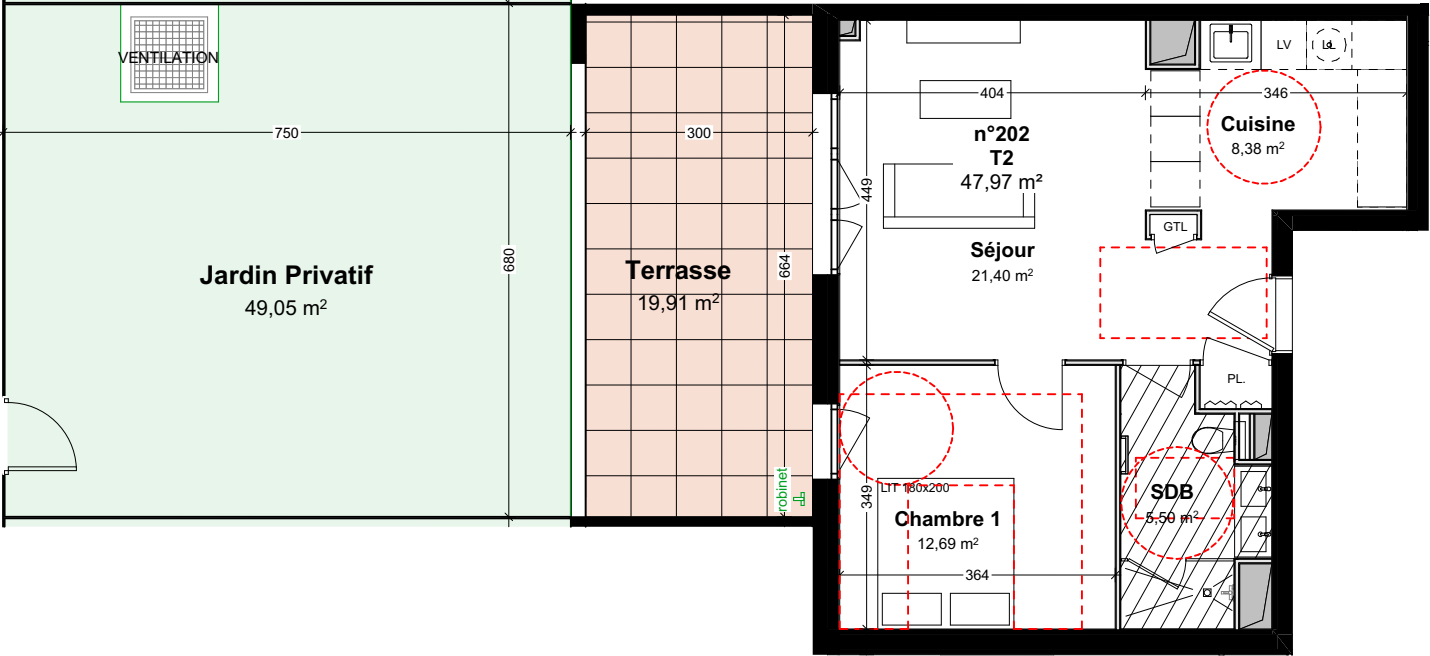 VENTILATION
750
680
Jardin Privatif
49,05 m²
300
664
Terrasse
19,91 m²
robinet
404
346
n°202
T2
47,97 m²
449
Séjour
21,40 m²
LV
LL
Cuisine
8,38 m²
GTL
PL.
349
LIT 180x200
Chambre 1
12,69 m²
364
SDB
5,50 m²